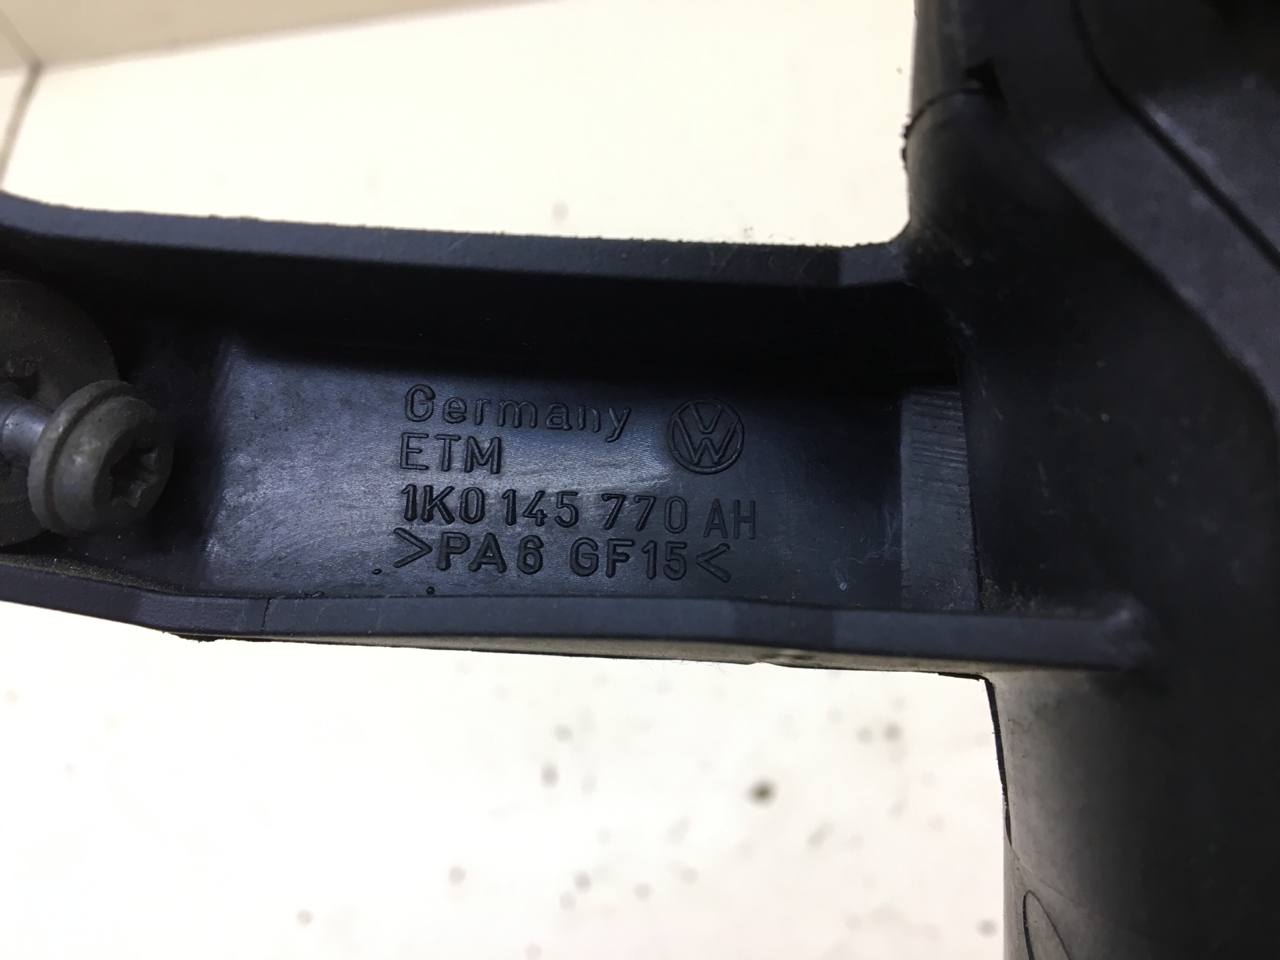 Germany
ETM
1K0 145 770 AH
>PA6 GF15<